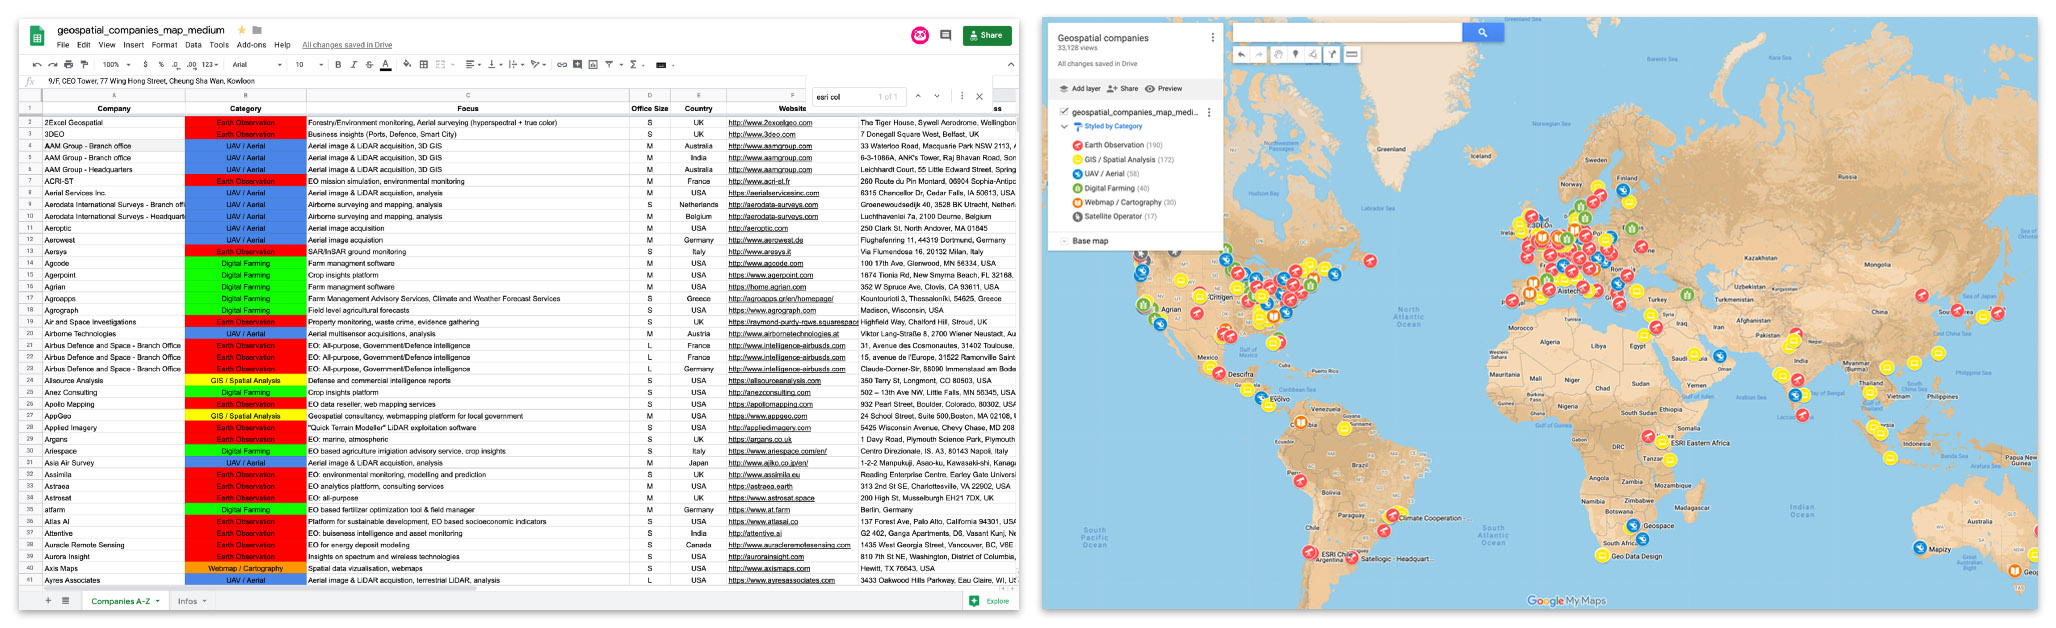 geospatial_companies_map_medium
File Edit View Insert Format Data Tools Add-ons Help All changes saved in Drive
Share
100% $ % .0 .00 123 Arial 10 B I S A
fx 9/F, CEO Tower, 77 Wing Hong Street, Cheung Sha Wan, Kowloon
esri col 1 of 1
A B C D E F
1 Company Category Focus Office Size Country Website ss
2 2Excel Geospatial Earth Observation Forestry/Environment monitoring, Aerial surveying (hyperspectral + true color) S UK http://www.2excelgeo.com The Tiger House, Sywell Aerodrome, Wellingbor
3 3DEO Earth Observation Business insights (Ports, Defence, Smart City) S UK http://www.3deo.com 7 Donegall Square West, Belfast, UK
4 AAM Group - Branch office UAV / Aerial Aerial image & LiDAR acquisition, 3D GIS M Australia http://www.aamgroup.com 33 Waterloo Road, Macquarie Park NSW 2113, A
5 AAM Group - Branch office UAV / Aerial Aerial image & LiDAR acquisition, 3D GIS M India http://www.aamgroup.com 6-3-1086A, ANK's Tower, Raj Bhavan Road, Som
6 AAM Group - Headquarters UAV / Aerial Aerial image & LiDAR acquisition, 3D GIS M Australia http://www.aamgroup.com Leichhardt Court, 55 Little Edward Street, Spring
7 ACRI-ST Earth Observation EO mission simulation, environmental monitoring M France http://www.acri-st.fr 260 Route du Pin Montard, 06904 Sophia-Antipo
8 Aerial Services Inc. UAV / Aerial Aerial image & LiDAR acquisition, analysis M USA https://aerialservicesinc.com 6315 Chancellor Dr, Cedar Falls, IA 50613, USA
9 Aerodata International Surveys - Branch offi UAV / Aerial Airborne surveying and mapping, analysis S Netherlands http://aerodata-surveys.com Groenewoudsedijk 40, 3528 BK Utrecht, Netherl
10 Aerodata International Surveys - Headquart UAV / Aerial Airborne surveying and mapping, analysis M Belgium http://aerodata-surveys.com Luchthavenlei 7a, 2100 Deurne, Belgium
11 Aeroptic UAV / Aerial Aerial image acquisition M USA http://aeroptic.com 250 Clark St, North Andover, MA 01845
12 Aerowest UAV / Aerial Aerial image acquistion M Germany http://www.aerowest.de Flughafenring 11, 44319 Dortmund, Germany
13 Aersys Earth Observation SAR/InSAR ground monitoring S Italy http://www.aresys.it Via Flumendosa 16, 20132 Milan, Italy
14 Agcode Digital Farming Farm managment software M USA http://www.agcode.com 100 17th Ave, Glenwood, MN 56334, USA
15 Agerpoint Digital Farming Crop insights platform M USA https://www.agerpoint.com 1674 Tionia Rd, New Smyrna Beach, FL 32168,
16 Agrian Digital Farming Farm managment software M USA https://home.agrian.com 352 W Spruce Ave, Clovis, CA 93611, USA
17 Agroapps Digital Farming Farm Management Advisory Services, Climate and Weather Forecast Services S Greece http://agroapps.gr/en/homepage/ Kountourioti 3, Thessaloniki, 54625, Greece
18 Agrograph Digital Farming Field level agricultural forecasts S USA https://www.agrograph.com Madison, Wisconsin, USA
19 Air and Space Investigations Earth Observation Property monitoring, waste crime, evidence gathering S UK https://raymond-purdy-rows.squarespace Highfield Way, Chalford Hill, Stroud, UK
20 Airborne Technologies UAV / Aerial Aerial multisensor acquisitions, analysis M Austria http://www.airbornetechnologies.at Viktor Lang-Straße 8, 2700 Wiener Neustadt, Au
21 Airbus Defence and Space - Branch Office Earth Observation EO: All-purpose, Government/Defence intelligence L France http://www.intelligence-airbusds.com 31, Avenue des Cosmonautes, 31402 Toulouse,
22 Airbus Defence and Space - Branch Office Earth Observation EO: All-purpose, Government/Defence intelligence L France http://www.intelligence-airbusds.com 15, avenue de l'Europe, 31522 Ramonville Saint
23 Airbus Defence and Space - Branch Office Earth Observation EO: All-purpose, Government/Defence intelligence L Germany http://www.intelligence-airbusds.com Claude-Dorner-Str, 88090 Immenstaad am Bode
24 Allsource Analysis GIS / Spatial Analysis Defense and commercial intelligence reports S USA https://allsourceanalysis.com 350 Terry St, Longmont, CO 80503, USA
25 Anez Consulting Digital Farming Crop insights platform S USA http://anezconsulting.com 502 – 13th Ave NW, Little Falls, MN 56345, USA
26 Apollo Mapping Earth Observation EO data reseller, web mapping services S USA https://apollomapping.com 932 Pearl Street, Boulder, Colorado, 80302, USA
27 AppGeo GIS / Spatial Analysis Geospatial consultancy, webmapping platform for local government M USA https://www.appgeo.com 24 School Street, Suite 500,Boston, MA 02108, U
28 Applied Imagery Earth Observation "Quick Terrain Modeller" LiDAR exploitation software S USA http://appliedimagery.com 5425 Wisconsin Avenue, Chevy Chase, MD 208
29 Argans Earth Observation EO: marine, atmospheric S UK https://argans.co.uk 1 Davy Road, Plymouth Science Park, Plymouth
30 Ariespace Digital Farming EO based agriculture irrigiation advisory service, crop insights S Italy https://www.ariespace.com/en/ Centro Direzionale, IS. A3, 80143 Napoli, Italy
31 Asia Air Survey UAV / Aerial Aerial image & LiDAR acquisition, analysis M Japan http://www.ajiko.co.jp/en/ 1-2-2 Manpukuji, Asao-ku, Kawasaki-shi, Kanaga
32 Assimila Earth Observation EO: environmental monitoring, modeling and prediction S UK http://www.assimila.eu Reading Enterprise Centre, Earley Gate Universi
33 Astraea Earth Observation EO analytics plattform, consulting services M USA https://astraea.earth 313 2nd St SE, Charlottesville, VA 22902, USA
34 Astrosat Earth Observation EO: all-purpose M UK https://www.astrosat.space 200 High St, Musselburgh EH21 7DX, UK
35 atfarm Digital Farming EO based fertilizer optimization tool & field manager M Germany https://www.at.farm Berlin, Germany
36 Atlas AI Earth Observation Platform for sustainable development, EO based socioeconomic indicators S USA https://www.atlasai.co 137 Forest Ave, Palo Alto, California 94301, USA
37 Attentive Earth Observation EO: buiseness intelligence and asset monitoring S India http://attentive.ai G2 402, Ganga Apartments, D6, Vasant Kunj, Ne
38 Auracle Remote Sensing Earth Observation EO for energy deposit modeling S Canada http://www.auracleremotesensing.com 1435 West Georgia Street, Vancouver, BC, V6E
39 Aurora Insight Earth Observation Insights on spectrum and wireless technologies S USA http://aurorainsight.com 810 7th St NE, Washington, District of Columbia,
40 Axis Maps Webmap / Cartography Spatial data vizualisation, webmaps S USA https://www.axismaps.com Hewitt, TX 76643, USA
41 Ayres Associates UAV / Aerial Aerial image & LiDAR acquisition, terrestrial LiDAR, analysis L USA https://www.ayresassociates.com 3433 Oakwood Hills Parkway, Eau Claire, WI, US
Companies A-Z Infos Explore
Geospatial companies
33,128 views
All changes saved in Drive
Add layer Share Preview
geospatial_companies_map_medi...
Styled by Category
Earth Observation (190)
GIS / Spatial Analysis (172)
UAV / Aerial (58)
Digital Farming (40)
Webmap / Cartography (30)
Satellite Operator (17)
Base map
Greenland Sea
Barents Sea
Kara Sea
Norwegian Sea
Northwestern Passages
Greenland
Iceland
Sweden
Finland
Norway
Russia
Hudson Bay
Labrador Sea
Kazakhstan
Mongolia
Uzbekistan
Kyrgyzstan
Turkmenistan
Turkey
Sea of Japan
East China Sea
Citigen
Agrian
Aistech
North Atlantic Ocean
Morocco
Algeria
Libya
Egypt
Syria
Iraq
Iran
Afghanistan
Pakistan
Nepal
India
Saudi Arabia
Oman
Yemen
Gulf of Mexico
Mexico
Cuba
Puerto Rico
Descifra
Caribbean Sea
Evolvo
Western Sahara
Mauritania
Mali
Niger
Chad
Sudan
Burkina Faso
Nigeria
Ethiopia
South Sudan
Somalia
Gulf of Aden
Arabian Sea
Bay of Bengal
Laccadive Sea
Myanmar (Burma)
Thailand
Vietnam
Gulf of Thailand
South China Sea
Philippine Sea
Philippines
Venezuela
Guyana
Suriname
Ecuador
Peru
Brazil
Bolivia
Paraguay
Chile
Argentina
Gulf of Guinea
Gabon
DRC
ESRI Eastern Africa
Tanzania
Angola
Zambia
Mozambique
Namibia
Zimbabwe
Botswana
Madagascar
Geospace
South Africa
Geo Data Design
Climate Cooperation - ...
ESRI Chile
Satellogic - Headquart...
South Pacific Ocean
South Atlantic Ocean
Indian Ocean
Indonesia
Banda Sea
Arafura Sea
Papua New Guinea
Australia
Mapizy
Great Australian Bight
Google My Maps